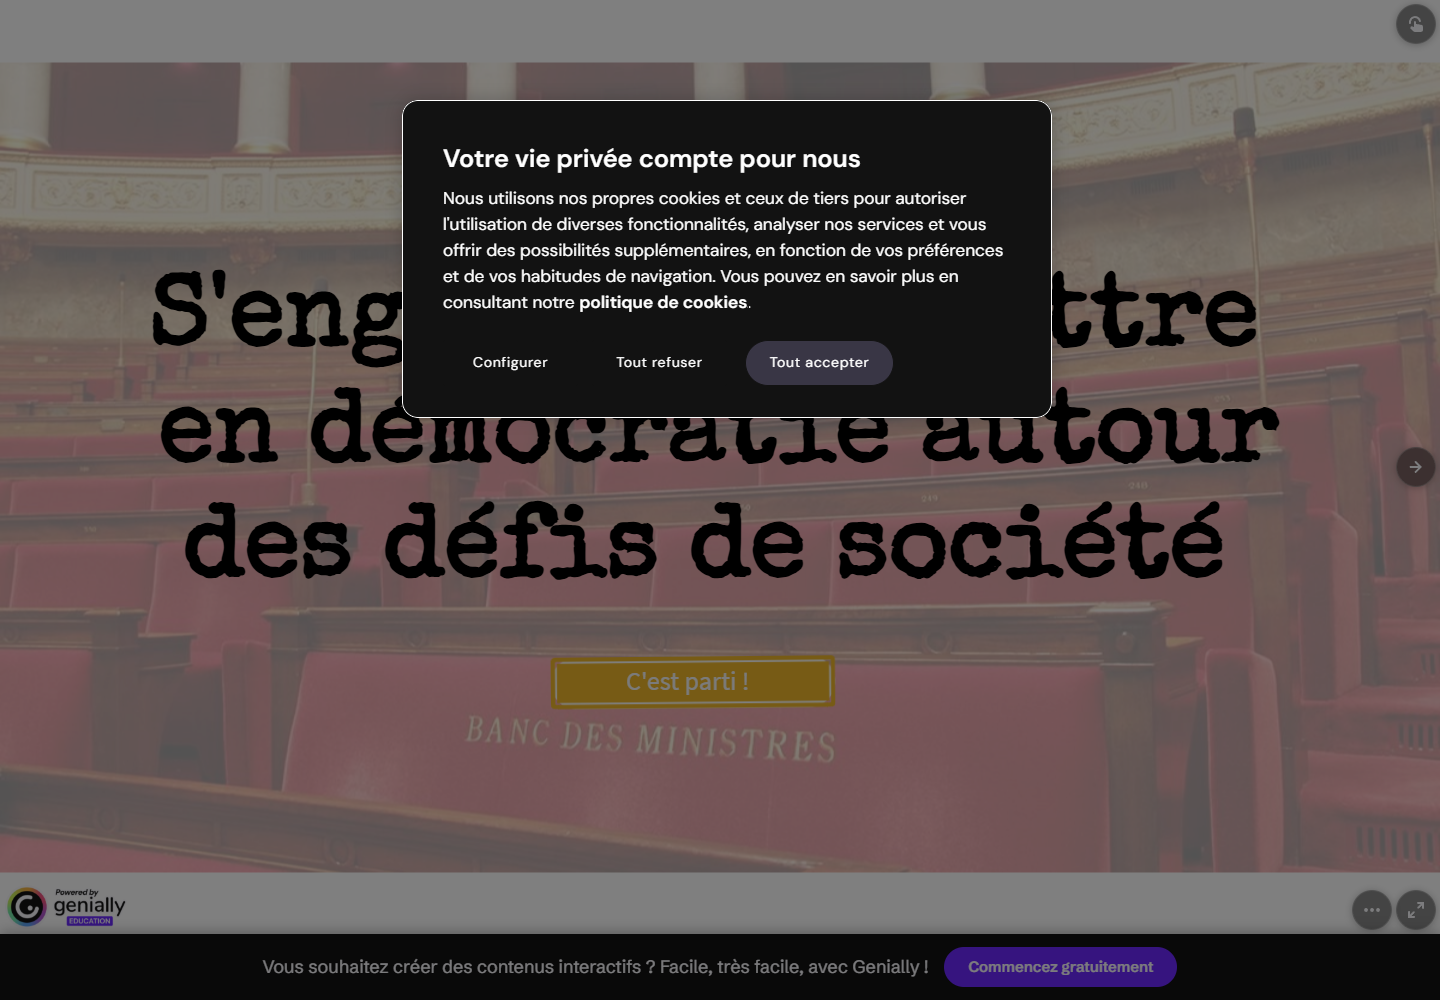 Votre vie privée compte pour nous
Nous utilisons nos propres cookies et ceux de tiers pour autoriser
l'utilisation de diverses fonctionnalités, analyser nos services et vous
offrir des possibilités supplémentaires, en fonction de vos préférences
et de vos habitudes de navigation. Vous pouvez en savoir plus en
consultant notre politique de cookies.
Configurer Tout refuser Tout accepter
en démocratie autour
des défis de société
C'est parti !
BANC DES MINISTRES
Powered by
genially
EDUCATION
Vous souhaitez créer des contenus interactifs ? Facile, très facile, avec Genially ! Commencez gratuitement